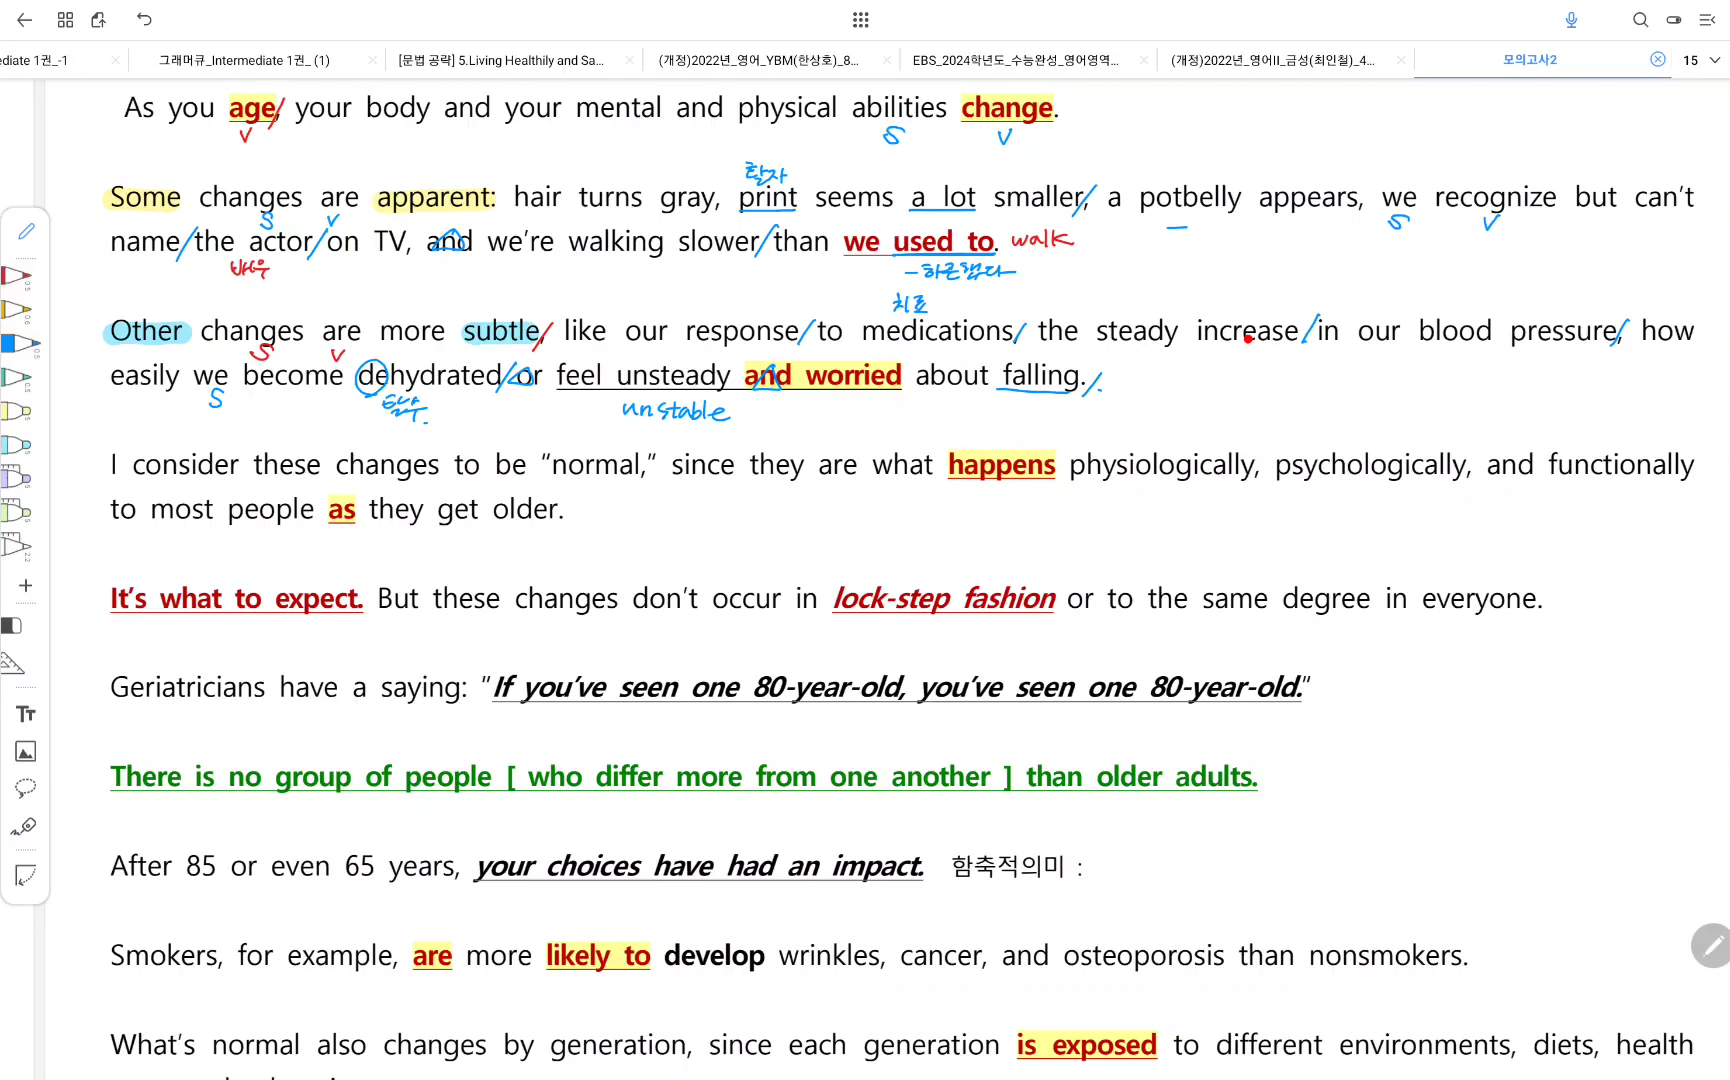 ediate 1권_-1
그래머큐_Intermediate 1권_ (1)
[문법 공략] 5.Living Healthily and Sa...
(개정)2022년_영어_YBM(한상호)_8...
EBS_2024학년도_수능완성_영어영역...
(개정)2022년_영어II_금성(최인철)_4...
모의고사2
15
As you age, your body and your mental and physical abilities change.
v S v
활자
Some changes are apparent: hair turns gray, print seems a lot smaller, a potbelly appears, we recognize but can't
S v S v
name the actor on TV, and we're walking slower than we used to. walk
배우 -하곤했다
치료
Other changes are more subtle, like our response to medications, the steady increase in our blood pressure, how
S v
easily we become dehydrated or feel unsteady and worried about falling.
S 탈수 unstable
I consider these changes to be "normal," since they are what happens physiologically, psychologically, and functionally
to most people as they get older.
It's what to expect. But these changes don't occur in lock-step fashion or to the same degree in everyone.
Geriatricians have a saying: "If you've seen one 80-year-old, you've seen one 80-year-old."
There is no group of people [ who differ more from one another ] than older adults.
After 85 or even 65 years, your choices have had an impact. 함축적의미 :
Smokers, for example, are more likely to develop wrinkles, cancer, and osteoporosis than nonsmokers.
What's normal also changes by generation, since each generation is exposed to different environments, diets, health